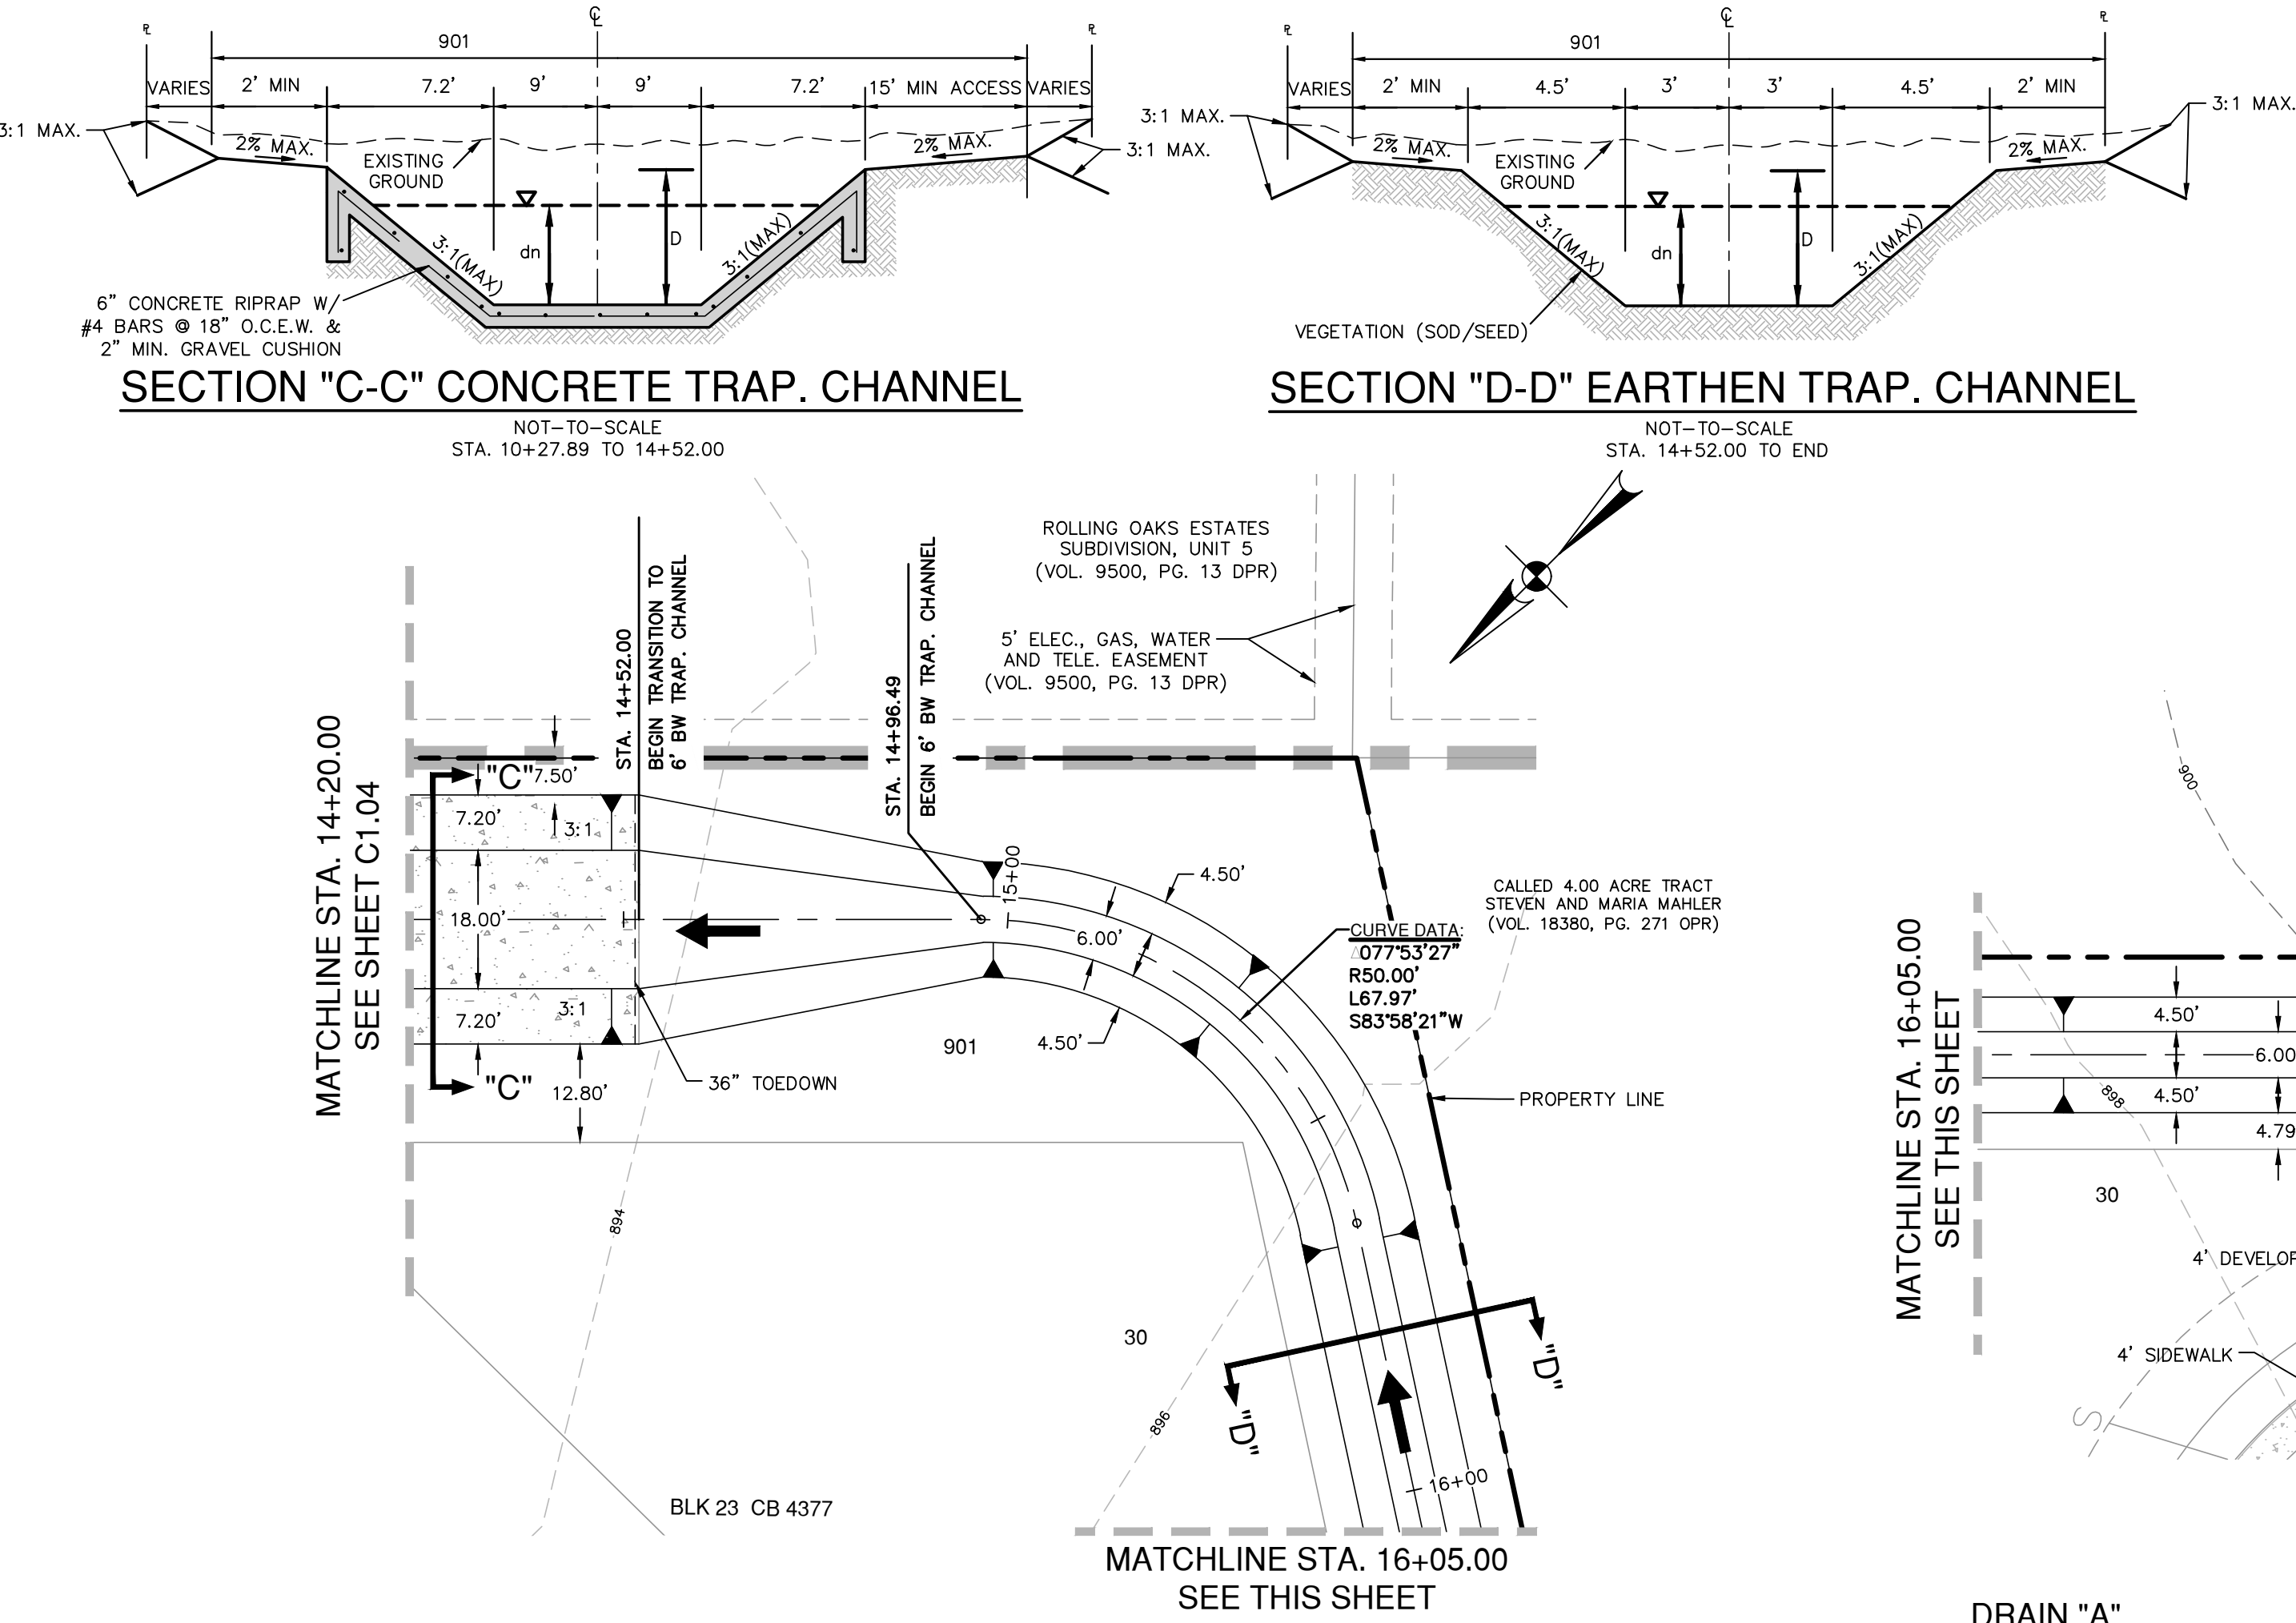 ℄
901
℄
901
VARIES
2' MIN
7.2'
9'
9'
7.2'
15' MIN ACCESS
VARIES
3:1 MAX.
2% MAX.
EXISTING
GROUND
2% MAX.
3:1 MAX.
dn
D
3:1(MAX)
3:1(MAX)
6" CONCRETE RIPRAP W/
#4 BARS @ 18" O.C.E.W. &
2" MIN. GRAVEL CUSHION
SECTION "C-C" CONCRETE TRAP. CHANNEL
NOT-TO-SCALE
STA. 10+27.89 TO 14+52.00
VARIES
2' MIN
4.5'
3'
3'
4.5'
2' MIN
3:1 MAX.
3:1 MAX.
2% MAX.
EXISTING
GROUND
2% MAX.
dn
D
3:1(MAX)
3:1(MAX)
VEGETATION (SOD/SEED)
SECTION "D-D" EARTHEN TRAP. CHANNEL
NOT-TO-SCALE
STA. 14+52.00 TO END
ROLLING OAKS ESTATES
SUBDIVISION, UNIT 5
(VOL. 9500, PG. 13 DPR)
5' ELEC., GAS, WATER
AND TELE. EASEMENT
(VOL. 9500, PG. 13 DPR)
STA. 14+52.00
BEGIN TRANSITION TO
6' BW TRAP. CHANNEL
STA. 14+96.49
BEGIN 6' BW TRAP. CHANNEL
MATCHLINE STA. 14+20.00
SEE SHEET C1.04
"C"
7.50'
7.20'
3:1
18.00'
7.20'
3:1
"C"
12.80'
36" TOEDOWN
15+00
4.50'
6.00'
4.50'
901
CURVE DATA:
△077°53'27"
R50.00'
L67.97'
S83°58'21"W
CALLED 4.00 ACRE TRACT
STEVEN AND MARIA MAHLER
(VOL. 18380, PG. 271 OPR)
PROPERTY LINE
894
896
30
"D"
"D"
16+00
BLK 23 CB 4377
MATCHLINE STA. 16+05.00
SEE THIS SHEET
MATCHLINE STA. 16+05.00
SEE THIS SHEET
900
4.50'
6.00
4.50'
4.79
898
30
4' DEVELOP
4' SIDEWALK
S
DRAIN "A"